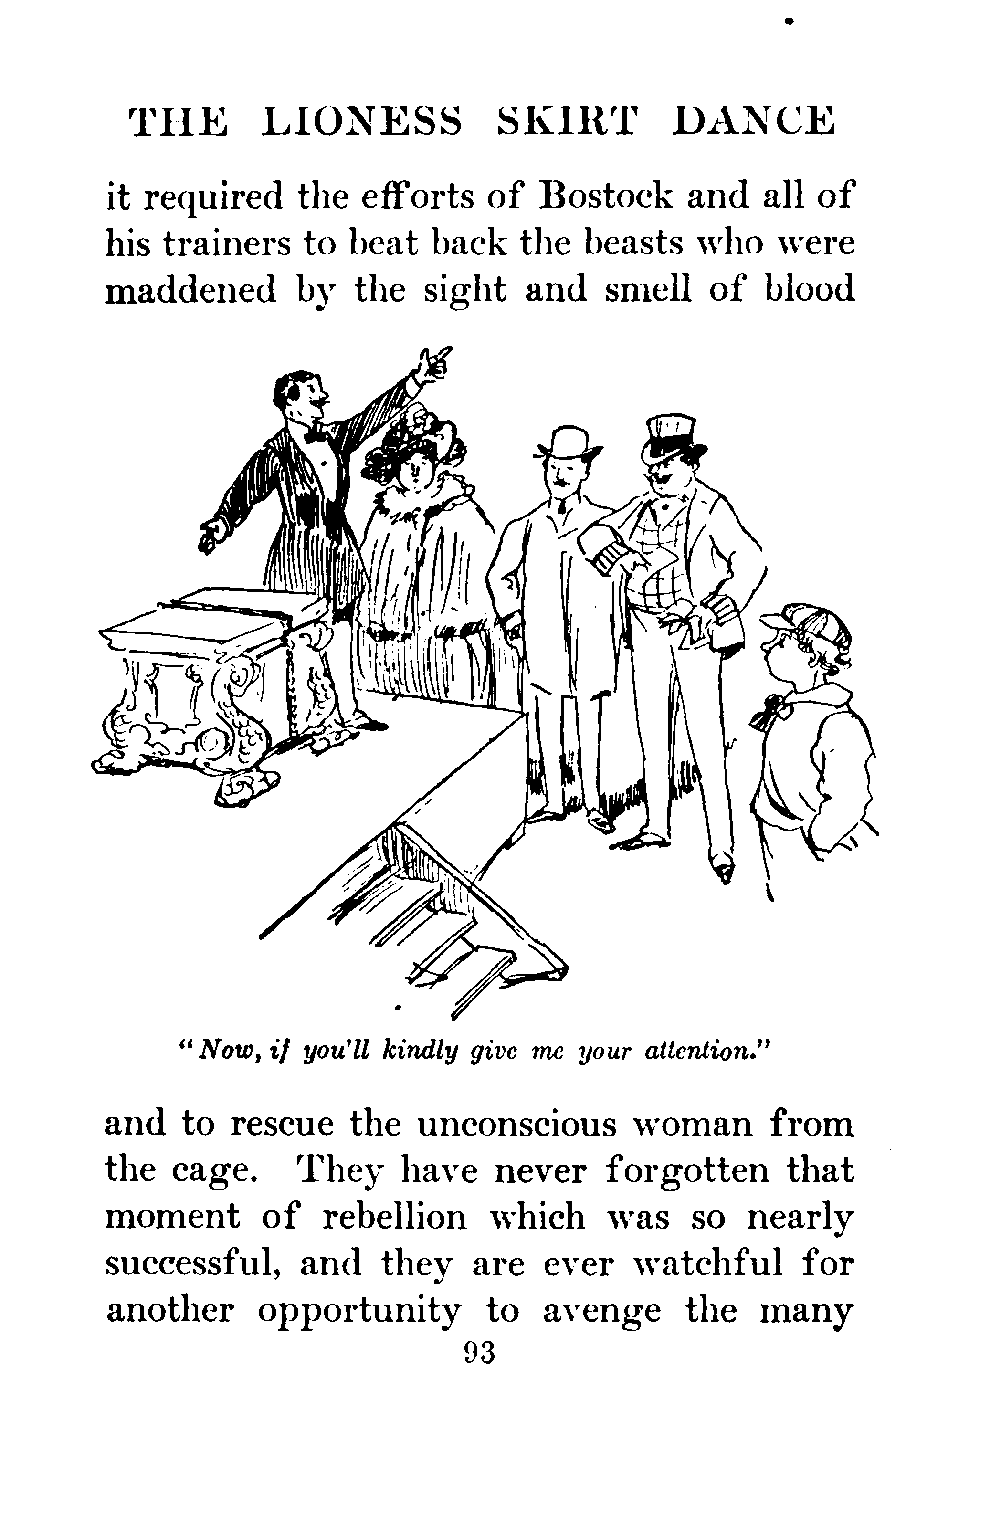 THE LIONESS SKIRT DANCE
it required the efforts of Bostock and all of
his trainers to beat back the beasts who were
maddened by the sight and smell of blood
"Now, if you'll kindly give me your attention."
and to rescue the unconscious woman from
the cage. They have never forgotten that
moment of rebellion which was so nearly
successful, and they are ever watchful for
another opportunity to avenge the many
93